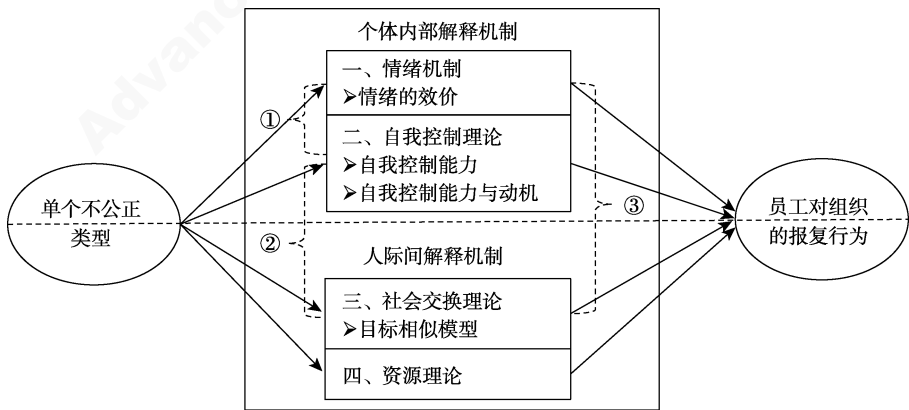 Advanc
个体内部解释机制
一、情绪机制
➢情绪的效价
①
二、自我控制理论
➢自我控制能力
➢自我控制能力与动机
单个不公正
类型
②
③
员工对组织
的报复行为
人际间解释机制
三、社会交换理论
➢目标相似模型
四、资源理论